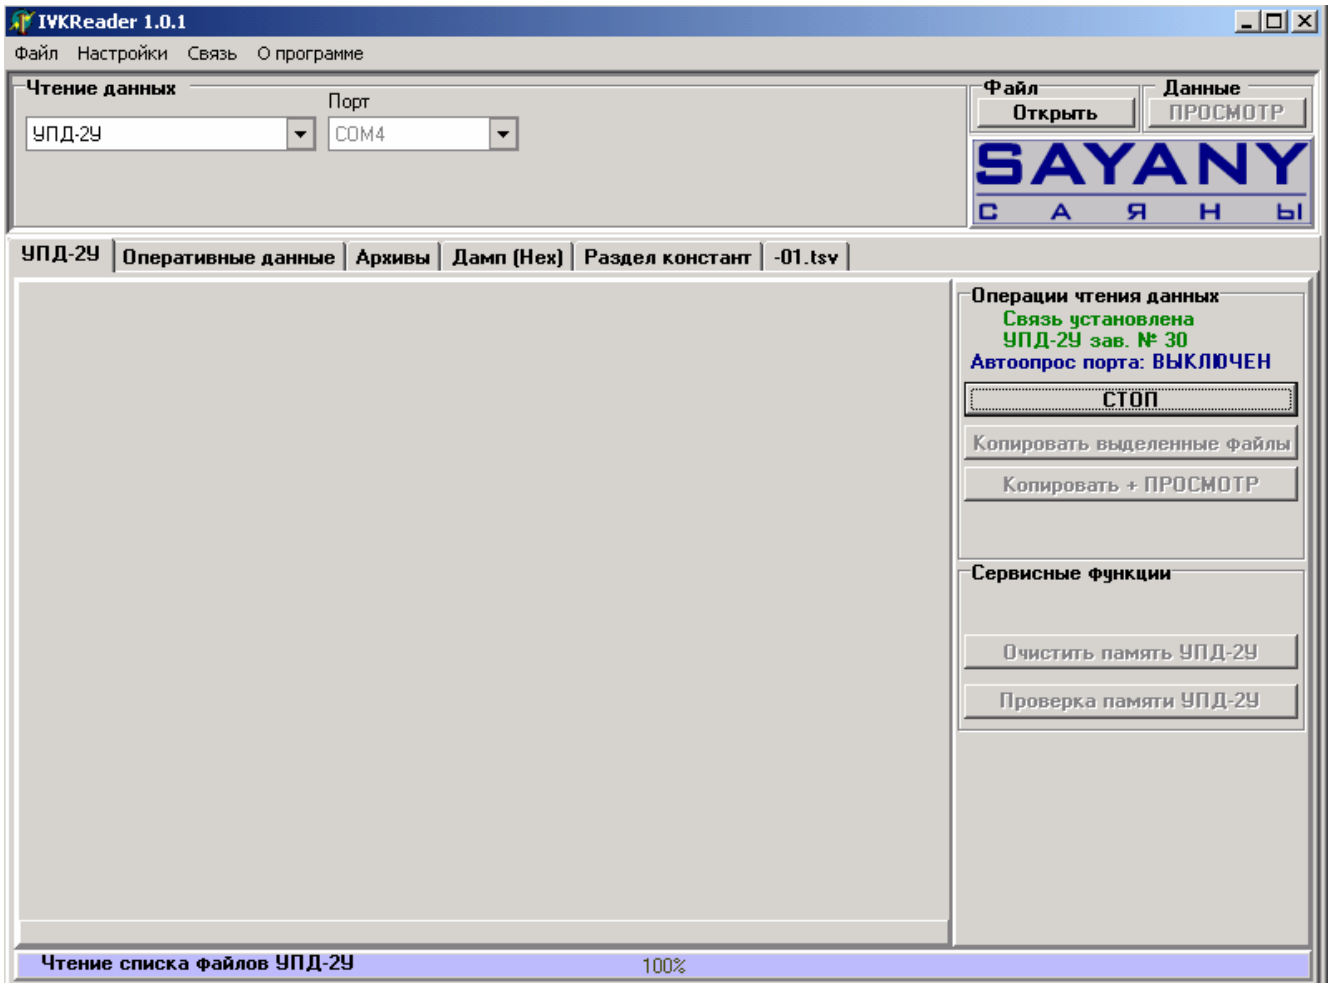 IVKReader 1.0.1
Файл Настройки Связь О программе
Чтение данных
Порт
УПД-2У
COM4
Файл
Открыть
Данные
ПРОСМОТР
SAYANY
САЯНЫ
УПД-2У Оперативные данные Архивы Дамп (Hex) Раздел констант -01.tsv
Операции чтения данных
Связь установлена
УПД-2У зав. № 30
Автоопрос порта: ВЫКЛЮЧЕН
СТОП
Копировать выделенные файлы
Копировать + ПРОСМОТР
Сервисные функции
Очистить память УПД-2У
Проверка памяти УПД-2У
Чтение списка файлов УПД-2У 100%